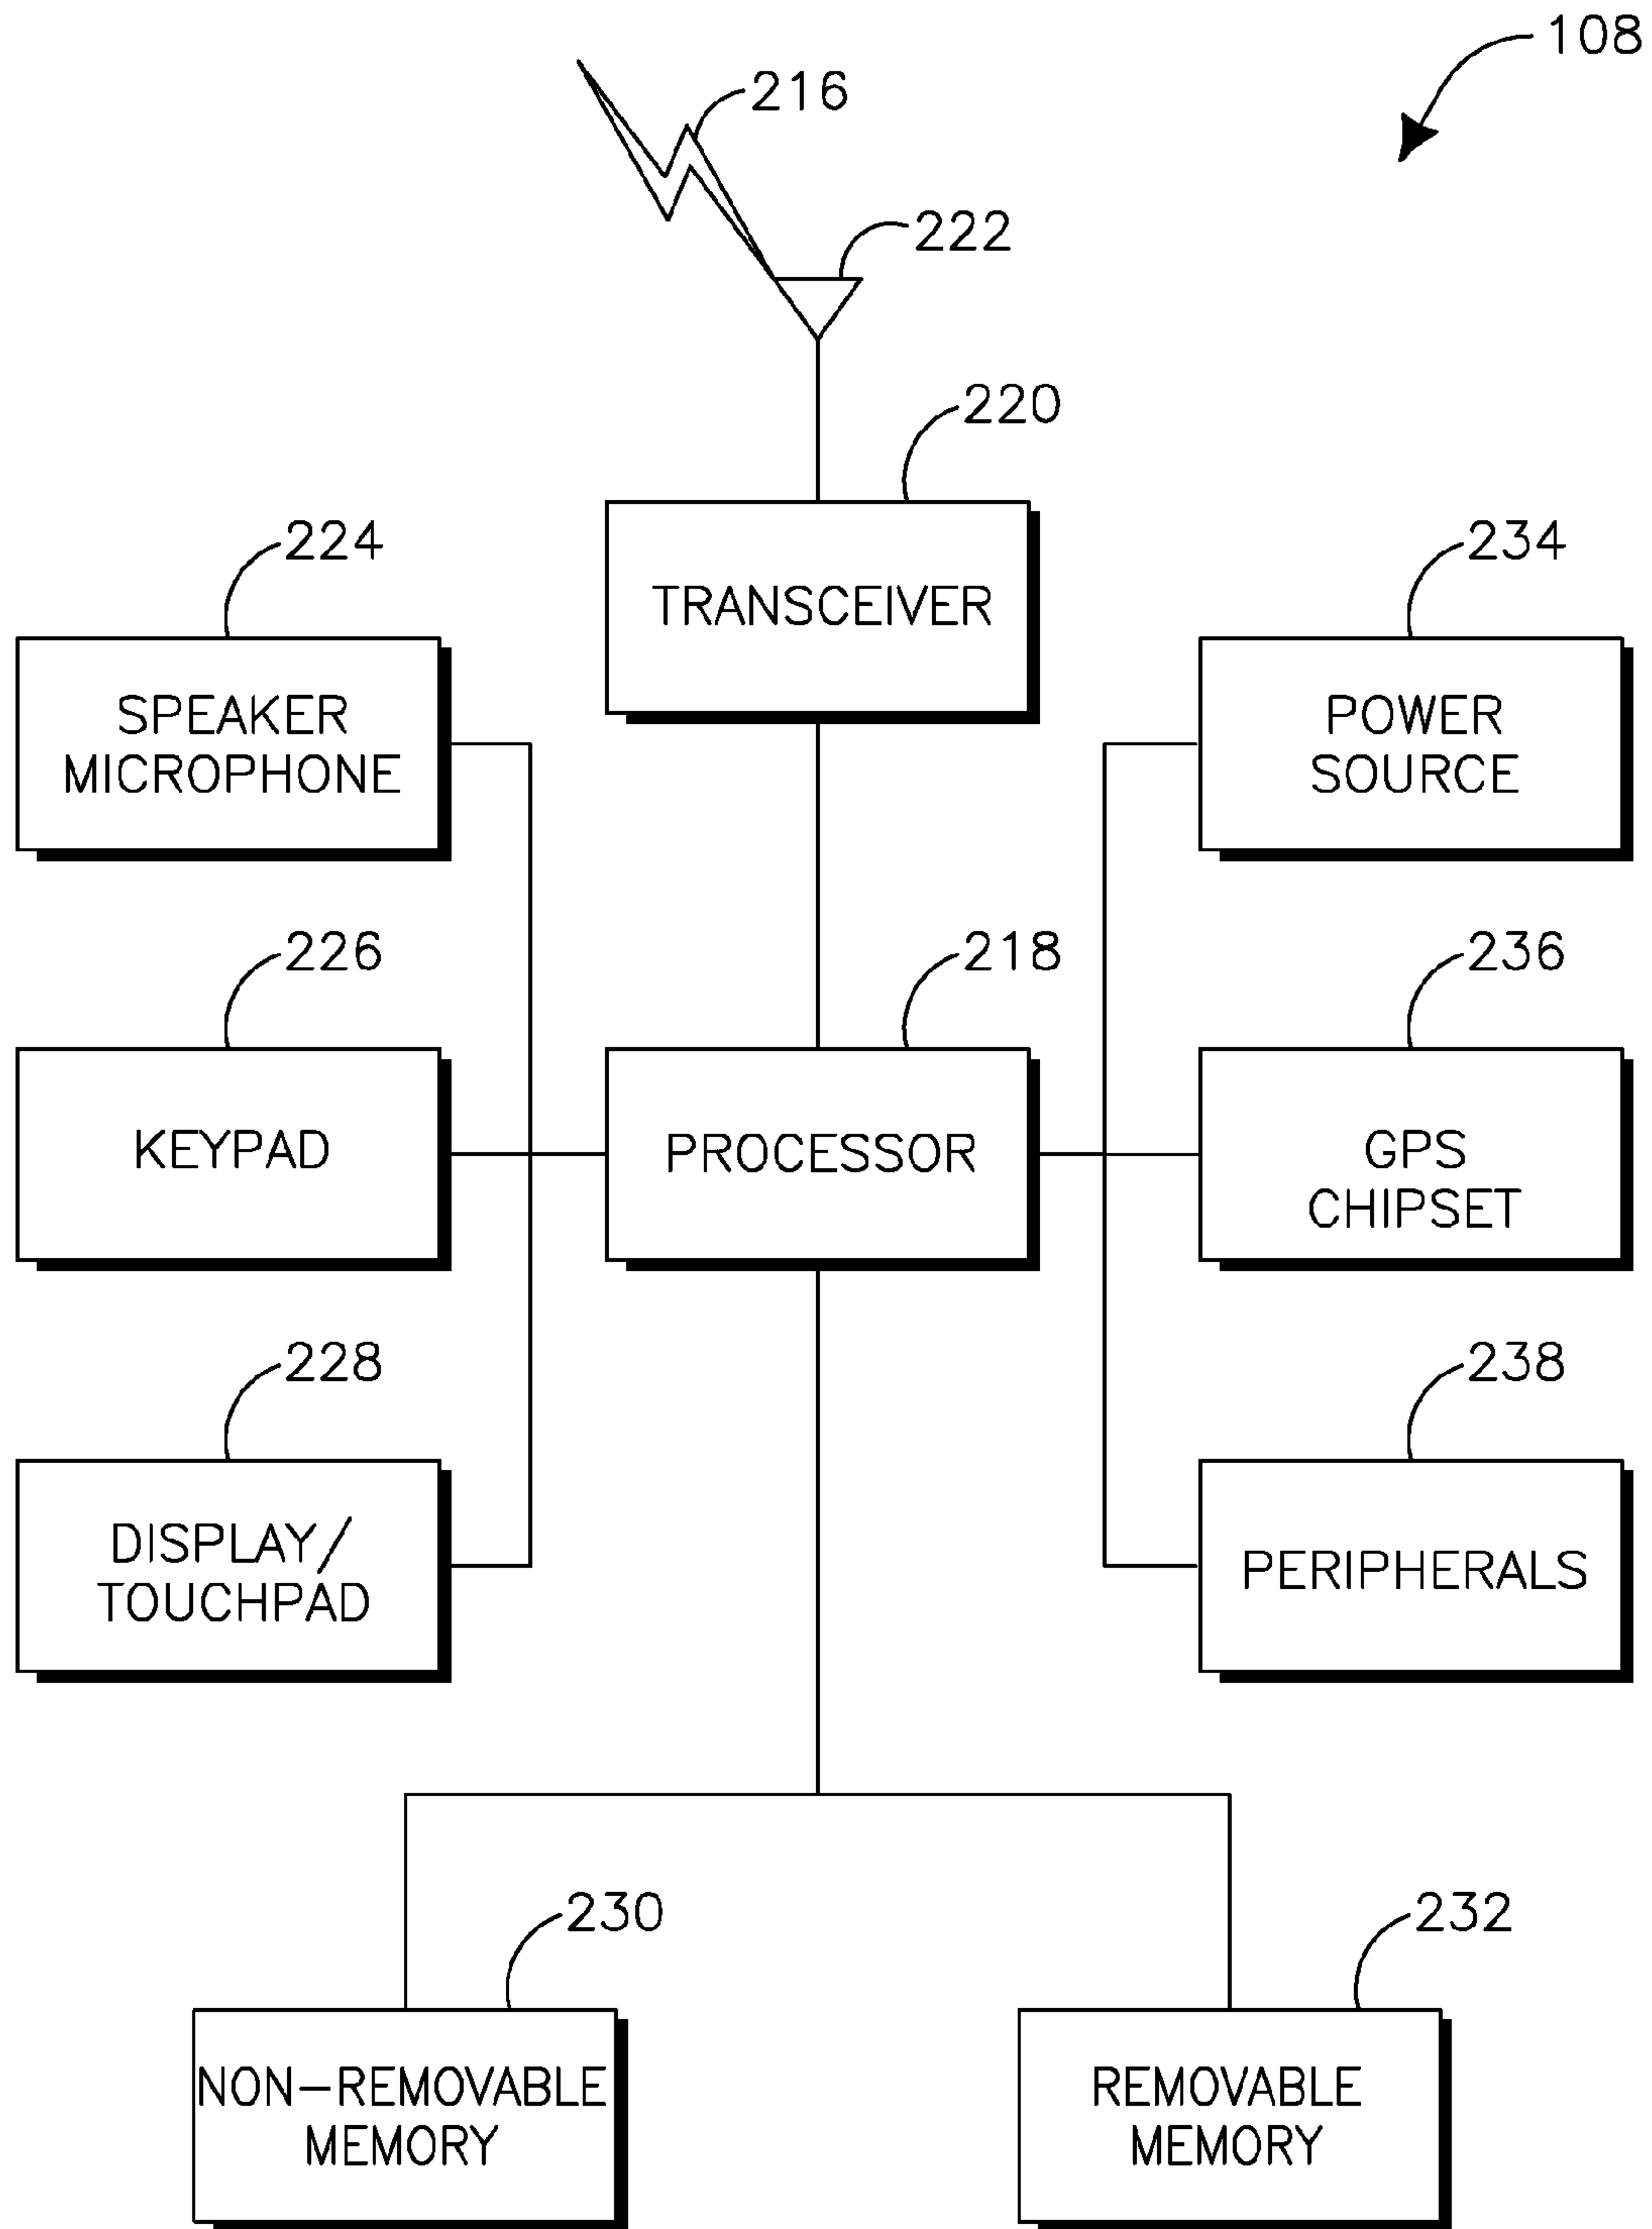 108
216
222
220
TRANSCEIVER
224
SPEAKER
MICROPHONE
234
POWER
SOURCE
226
KEYPAD
218
PROCESSOR
236
GPS
CHIPSET
228
DISPLAY/
TOUCHPAD
238
PERIPHERALS
230
NON-REMOVABLE
MEMORY
232
REMOVABLE
MEMORY